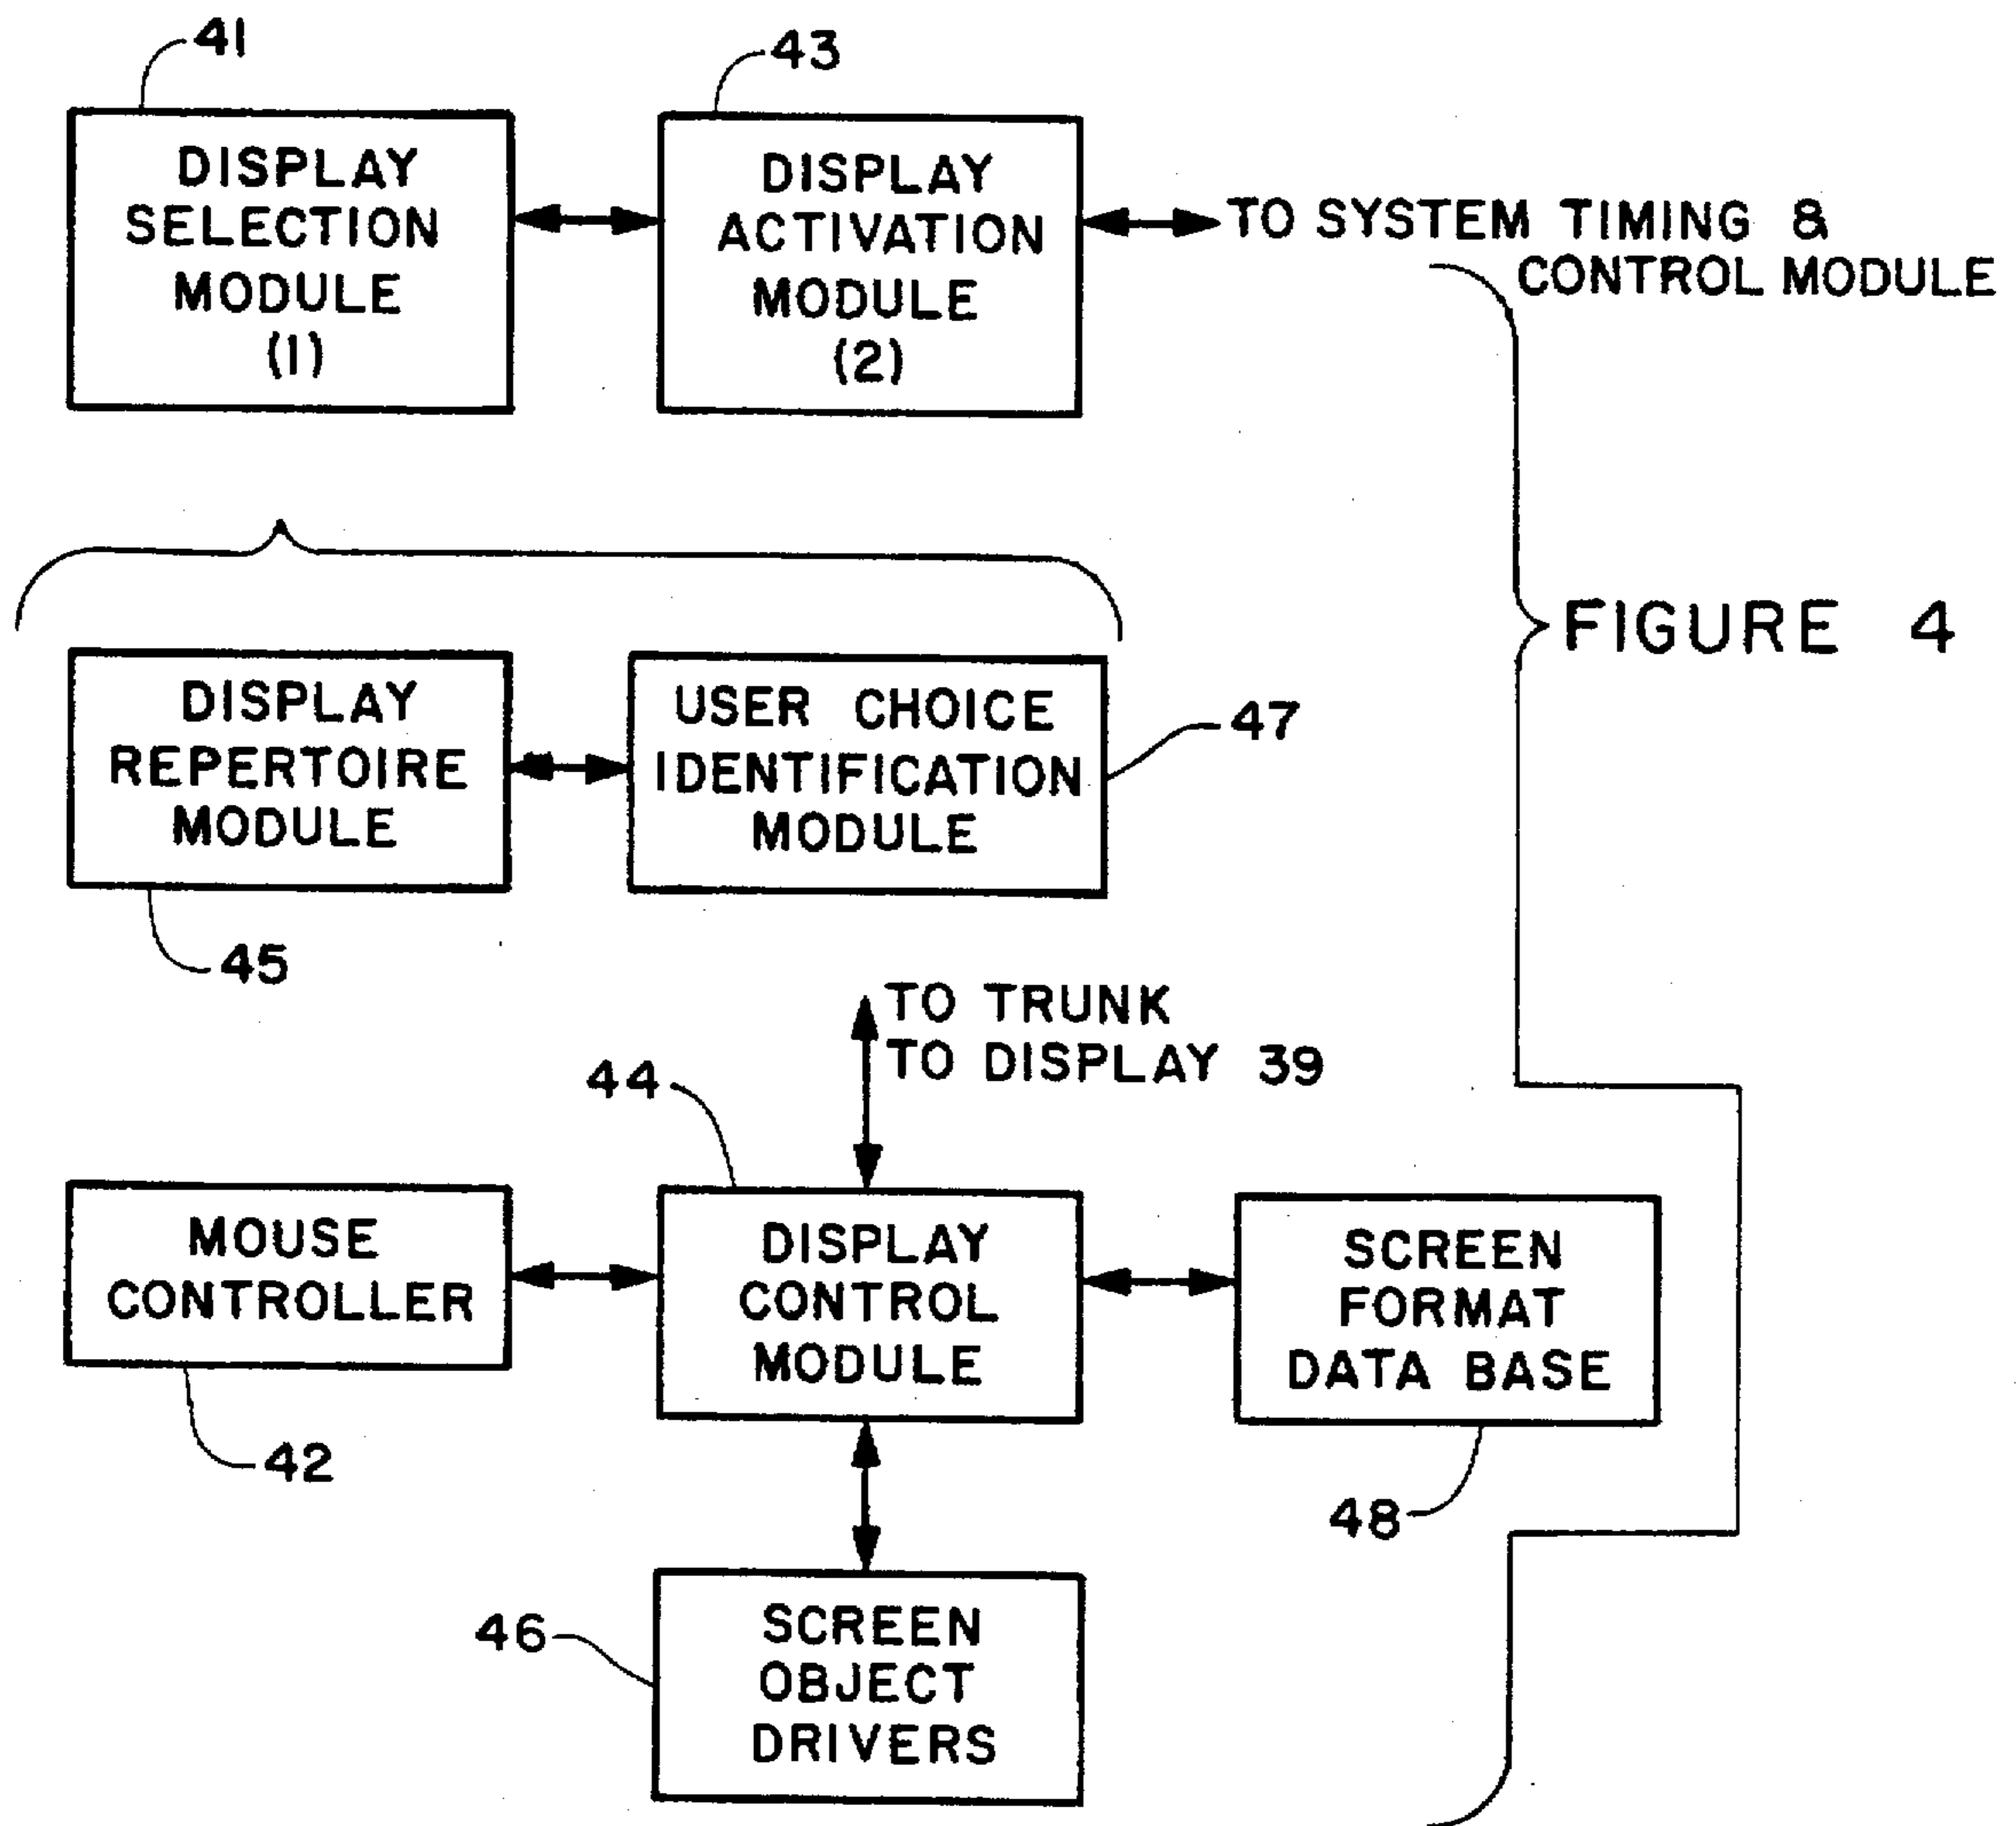 41
43
DISPLAY
SELECTION
MODULE
(1)
DISPLAY
ACTIVATION
MODULE
(2)
TO SYSTEM TIMING &
CONTROL MODULE
FIGURE 4
DISPLAY
REPERTOIRE
MODULE
USER CHOICE
IDENTIFICATION
MODULE
47
45
TO TRUNK
TO DISPLAY 39
44
MOUSE
CONTROLLER
DISPLAY
CONTROL
MODULE
SCREEN
FORMAT
DATA BASE
42
48
46
SCREEN
OBJECT
DRIVERS